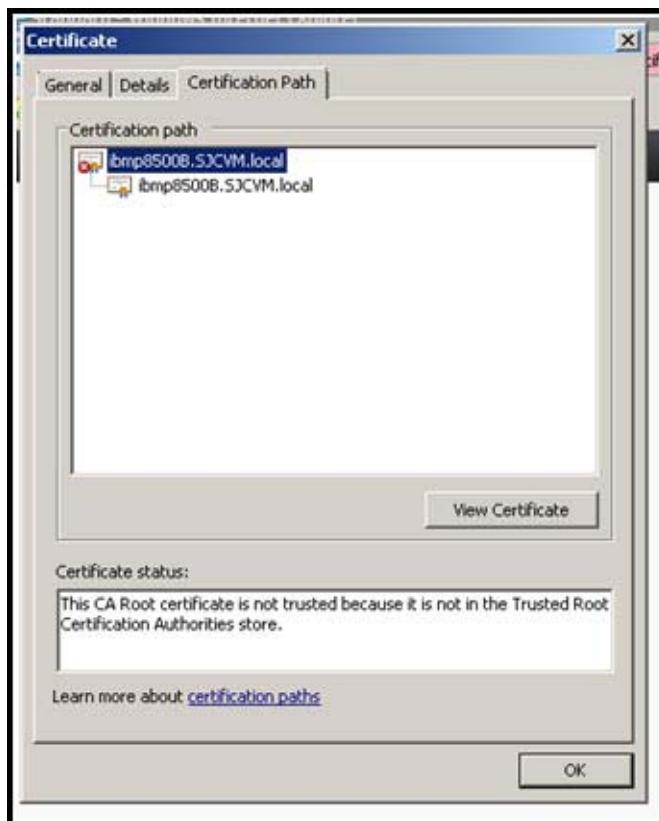 Certificate
General
Details
Certification Path
Certification path
ibmp8500B.SJCVM.local
ibmp8500B.SJCVM.local
View Certificate
Certificate status:
This CA Root certificate is not trusted because it is not in the Trusted Root
Certification Authorities store.
Learn more about certification paths
OK